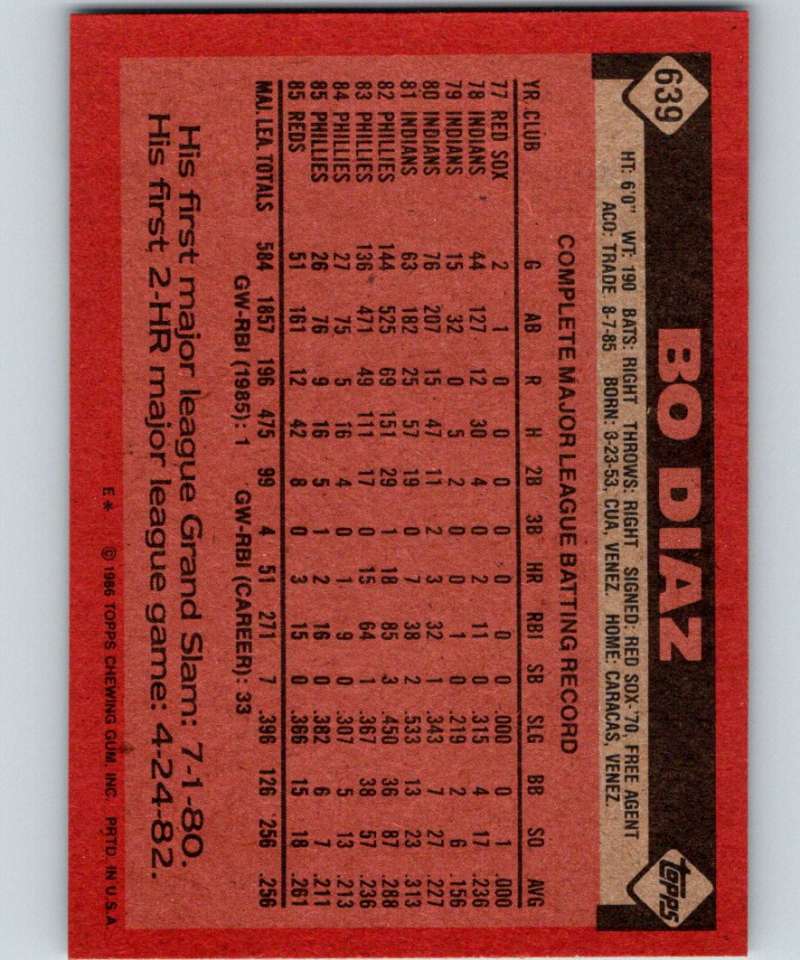 639
BO DIAZ
topps
HT: 6'0" WT: 190 BATS: RIGHT THROWS: RIGHT SIGNED: RED SOX-'70, FREE AGENT
ACQ: TRADE 8-7-85 BORN: 3-23-53, CUA, VENEZ. HOME: CARACAS, VENEZ.
COMPLETE MAJOR LEAGUE BATTING RECORD
YR. CLUB G AB R H 2B 3B HR RBI SB SLG BB SO AVG
77 RED SOX 2 1 0 0 0 0 0 0 0 .000 0 1 .000
78 INDIANS 44 127 12 30 4 0 2 11 0 .315 4 17 .236
79 INDIANS 15 32 0 5 2 0 0 1 0 .219 2 6 .156
80 INDIANS 76 207 15 47 11 2 3 32 1 .343 7 27 .227
81 INDIANS 63 182 25 57 19 0 7 38 2 .533 13 23 .313
82 PHILLIES 144 525 69 151 29 1 18 85 3 .450 36 87 .288
83 PHILLIES 136 471 49 111 17 0 15 64 1 .367 38 57 .236
84 PHILLIES 27 75 5 16 4 0 1 9 0 .307 5 13 .213
85 PHILLIES 26 76 9 16 5 1 2 16 0 .382 6 7 .211
85 REDS 51 161 12 42 8 0 3 15 0 .366 15 18 .261
MAJ. LEA. TOTALS 584 1857 196 475 99 4 51 271 7 .396 126 256 .256
GW-RBI (1985): 1 GW-RBI (CAREER): 33
His first major league Grand Slam: 7-1-80.
His first 2-HR major league game: 4-24-82.
E* © 1986 TOPPS CHEWING GUM, INC. PRTD. IN U.S.A.